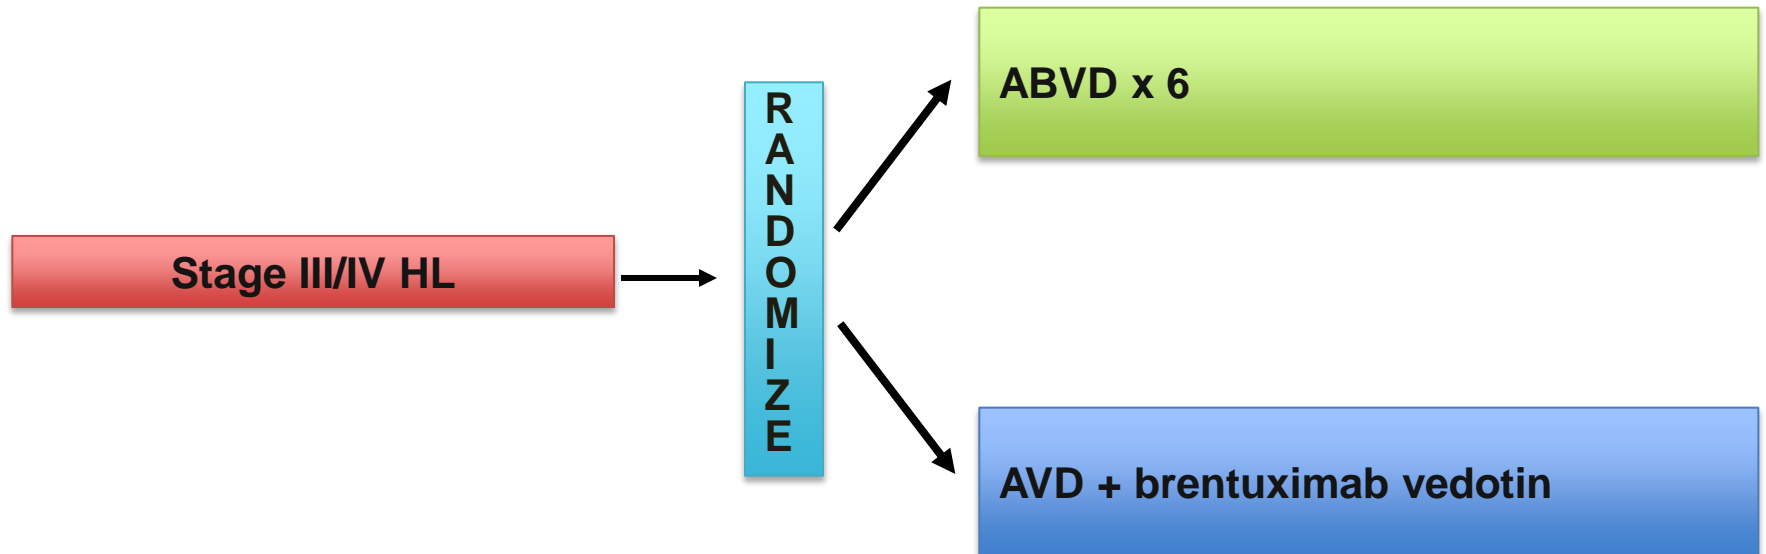 Stage III/IV HL
R
A
N
D
O
M
I
Z
E
ABVD x 6
AVD + brentuximab vedotin